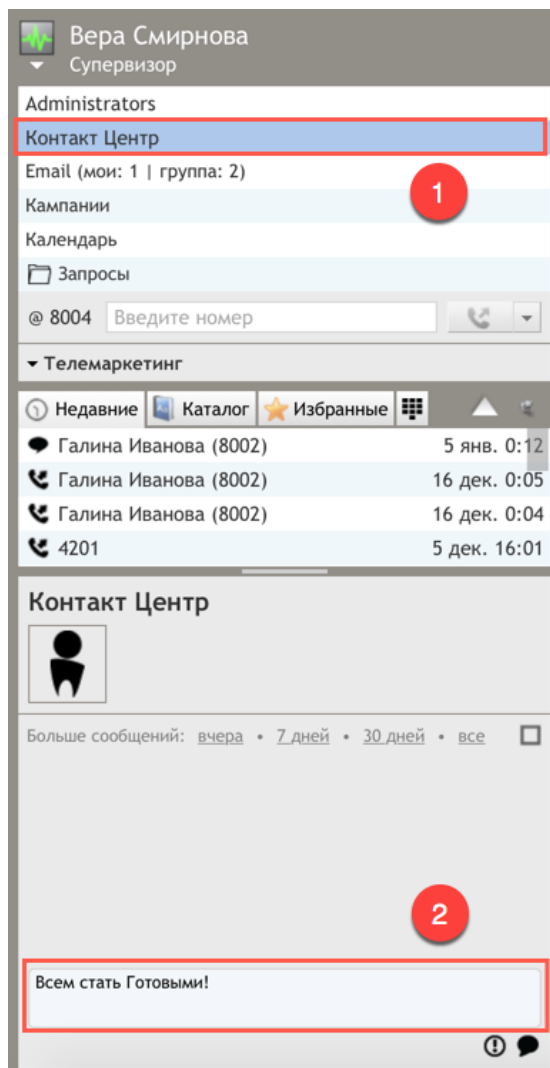 Вера Смирнова
Супервизор
Administrators
Контакт Центр
1
Email (мои: 1 | группа: 2)
Кампании
Календарь
Запросы
@ 8004 Введите номер
Телемаркетинг
Недавние Каталог Избранные
Галина Иванова (8002) 5 янв. 0:12
Галина Иванова (8002) 16 дек. 0:05
Галина Иванова (8002) 16 дек. 0:04
4201 5 дек. 16:01
Контакт Центр
Больше сообщений: вчера • 7 дней • 30 дней • все
2
Всем стать Готовыми!